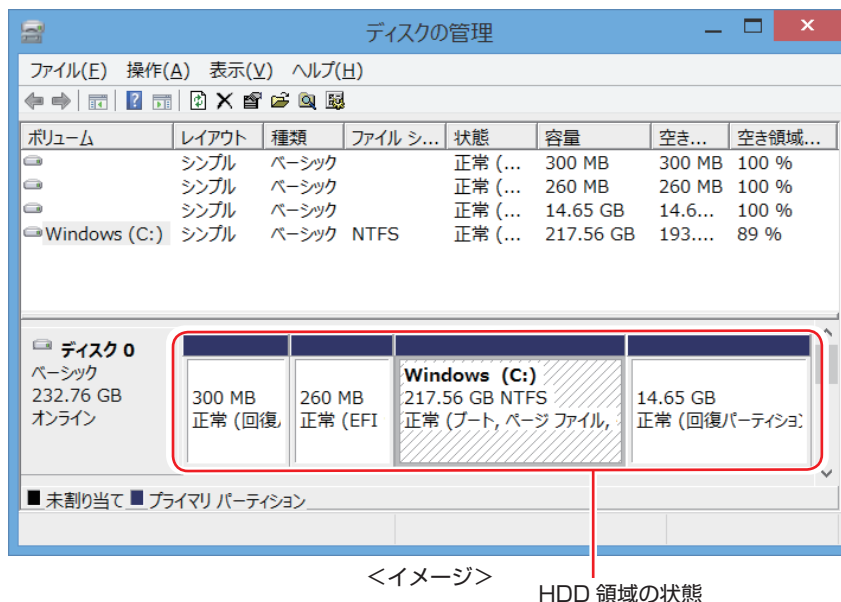 ディスクの管理
ファイル(F) 操作(A) 表示(V) ヘルプ(H)
ボリューム レイアウト 種類 ファイル シ... 状態 容量 空き... 空き領域...
シンプル ベーシック 正常 (... 300 MB 300 MB 100 %
シンプル ベーシック 正常 (... 260 MB 260 MB 100 %
シンプル ベーシック 正常 (... 14.65 GB 14.6... 100 %
Windows (C:) シンプル ベーシック NTFS 正常 (... 217.56 GB 193.... 89 %
ディスク 0
ベーシック
232.76 GB
オンライン
300 MB
正常 (回復
260 MB
正常 (EFI
Windows (C:)
217.56 GB NTFS
正常 (ブート, ページ ファイル,
14.65 GB
正常 (回復パーティション
未割り当て プライマリ パーティション
＜イメージ＞
HDD 領域の状態